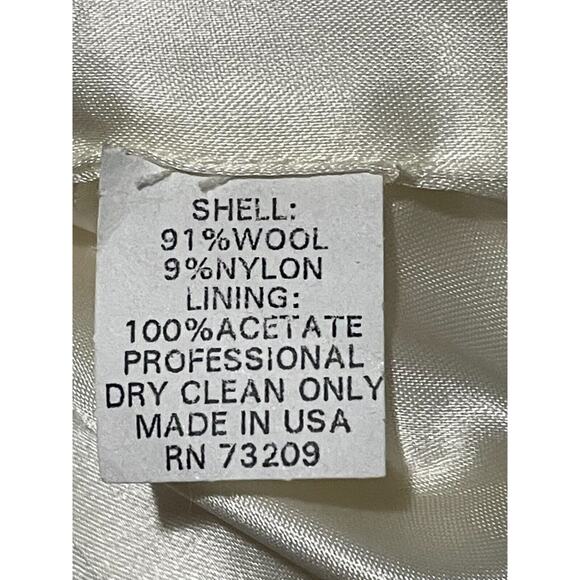 SHELL:
91%WOOL
9%NYLON
LINING:
100%ACETATE
PROFESSIONAL
DRY CLEAN ONLY
MADE IN USA
RN 73209